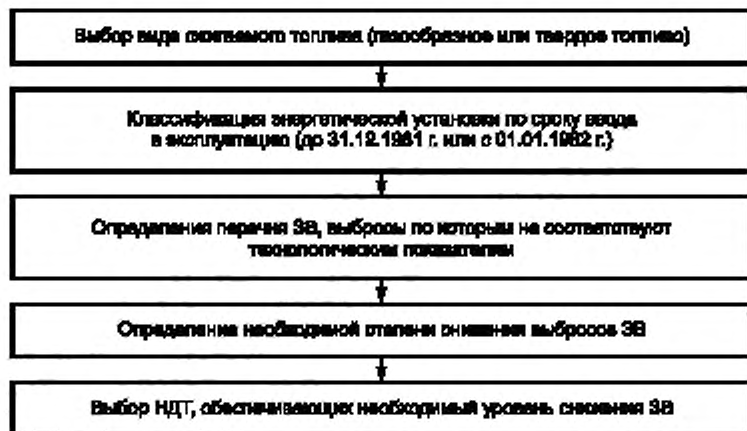 Выбор вида сжигаемого топлива (газообразное или твердое топливо)
Классификация энергетической установки по сроку ввода
в эксплуатацию (до 31.12.1981 г. или с 01.01.1982 г.)
Определения перечня ЗВ, выбросы по которым не соответствуют
технологическим показателям
Определение необходимой степени снижения выбросов ЗВ
Выбор НДТ, обеспечивающих необходимый уровень снижения ЗВ